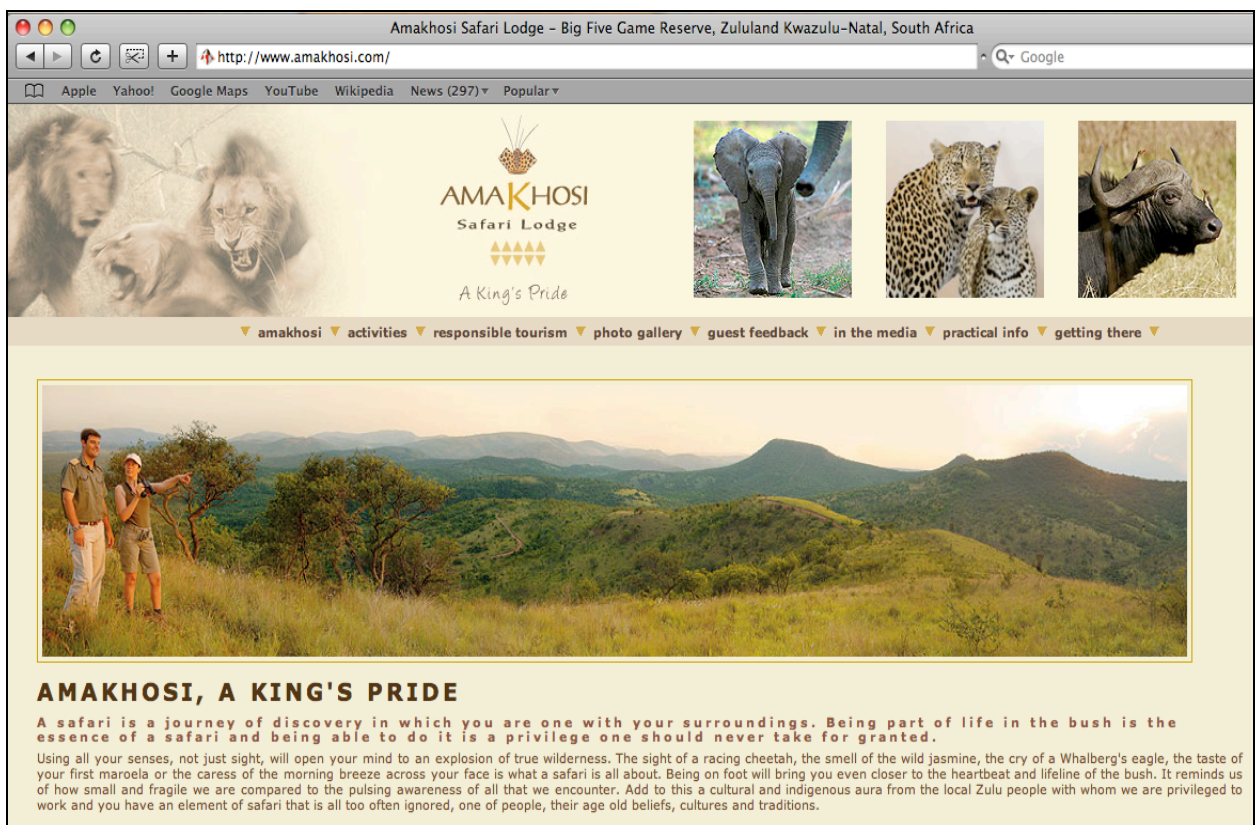 Amakhosi Safari Lodge – Big Five Game Reserve, Zululand Kwazulu-Natal, South Africa
http://www.amakhosi.com/
Google
Apple Yahoo! Google Maps YouTube Wikipedia News (297) Popular
AMAKHOSI
Safari Lodge
A King's Pride
amakhosi activities responsible tourism photo gallery guest feedback in the media practical info getting there
AMAKHOSI, A KING'S PRIDE
A safari is a journey of discovery in which you are one with your surroundings. Being part of life in the bush is the
essence of a safari and being able to do it is a privilege one should never take for granted.
Using all your senses, not just sight, will open your mind to an explosion of true wilderness. The sight of a racing cheetah, the smell of the wild jasmine, the cry of a Whalberg's eagle, the taste of
your first maroela or the caress of the morning breeze across your face is what a safari is all about. Being on foot will bring you even closer to the heartbeat and lifeline of the bush. It reminds us
of how small and fragile we are compared to the pulsing awareness of all that we encounter. Add to this a cultural and indigenous aura from the local Zulu people with whom we are privileged to
work and you have an element of safari that is all too often ignored, one of people, their age old beliefs, cultures and traditions.